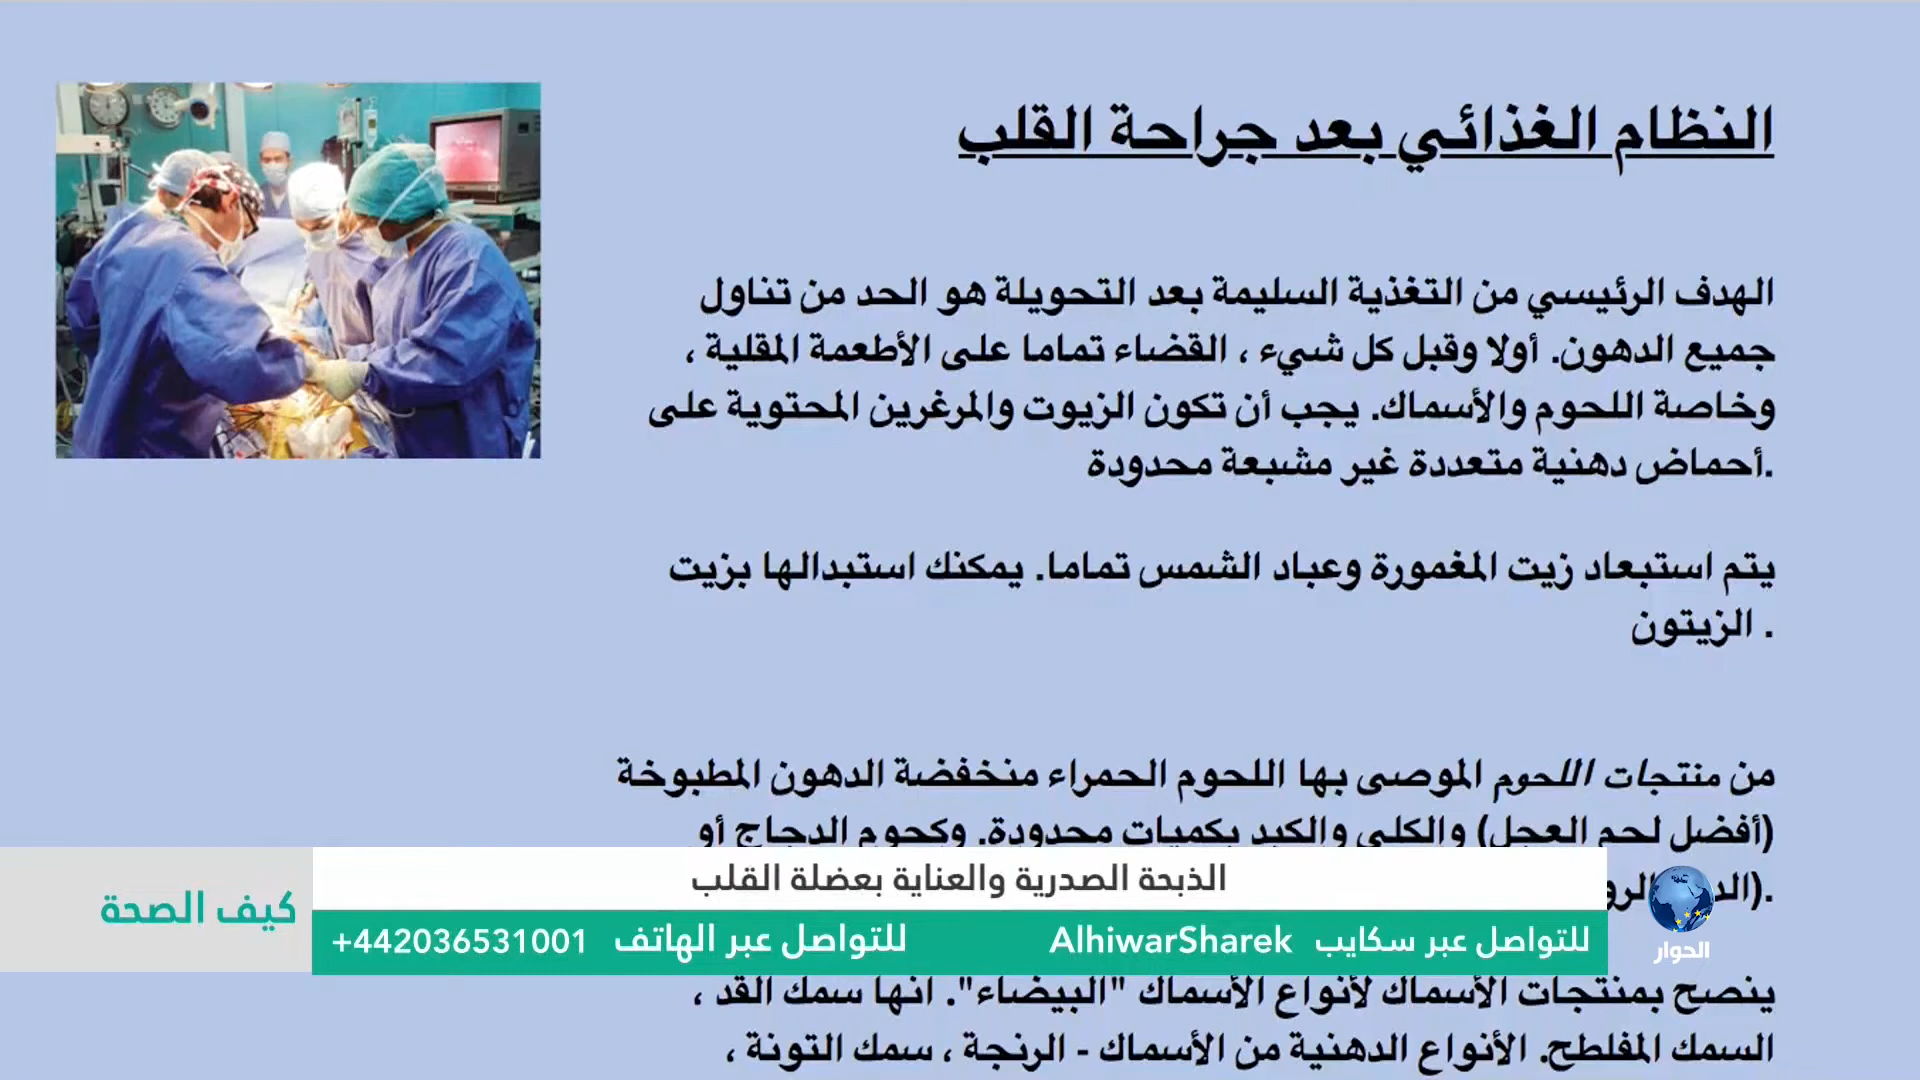 النظام الغذائي بعد جراحة القلب
الهدف الرئيسي من التغذية السليمة بعد التحويلة هو الحد من تناول
جميع الدهون. أولا وقبل كل شيء ، القضاء تماما على الأطعمة المقلية ،
وخاصة اللحوم والأسماك. يجب أن تكون الزيوت والمرغرين المحتوية على
.أحماض دهنية متعددة غير مشبعة محدودة
يتم استبعاد زيت المغمورة وعباد الشمس تماما. يمكنك استبدالها بزيت
. الزيتون
من منتجات اللحوم الموصى بها اللحوم الحمراء منخفضة الدهون المطبوخة
(أفضل لحم العجل) والكلى والكبد بكميات محدودة. وكحوم الدجاج أو
الذبحة الصدرية والعناية بعضلة القلب
كيف الصحة
للتواصل عبر سكايب AlhiwarSharek للتواصل عبر الهاتف +442036531001
الحوار
ينصح بمنتجات الأسماك لأنواع الأسماك "البيضاء". انها سمك القد ،
السمك المفلطح. الأنواع الدهنية من الأسماك - الرنجة ، سمك التونة ،